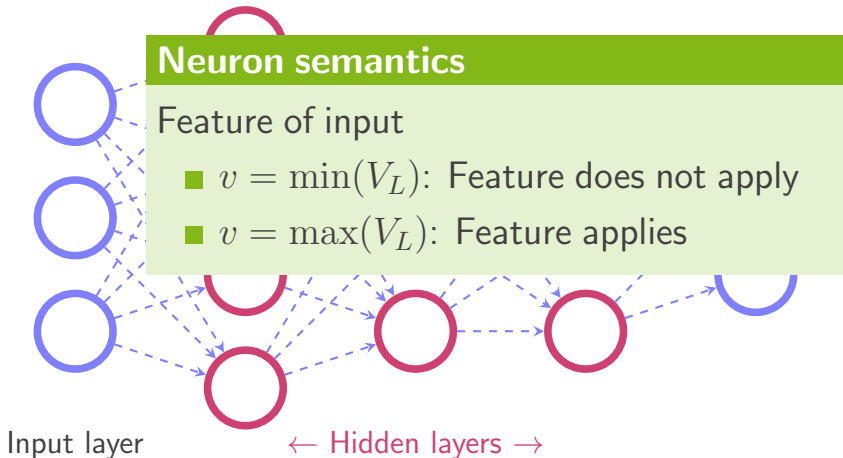 Neuron semantics
Feature of input
v = min(V_L): Feature does not apply
v = max(V_L): Feature applies
Input layer
← Hidden layers →